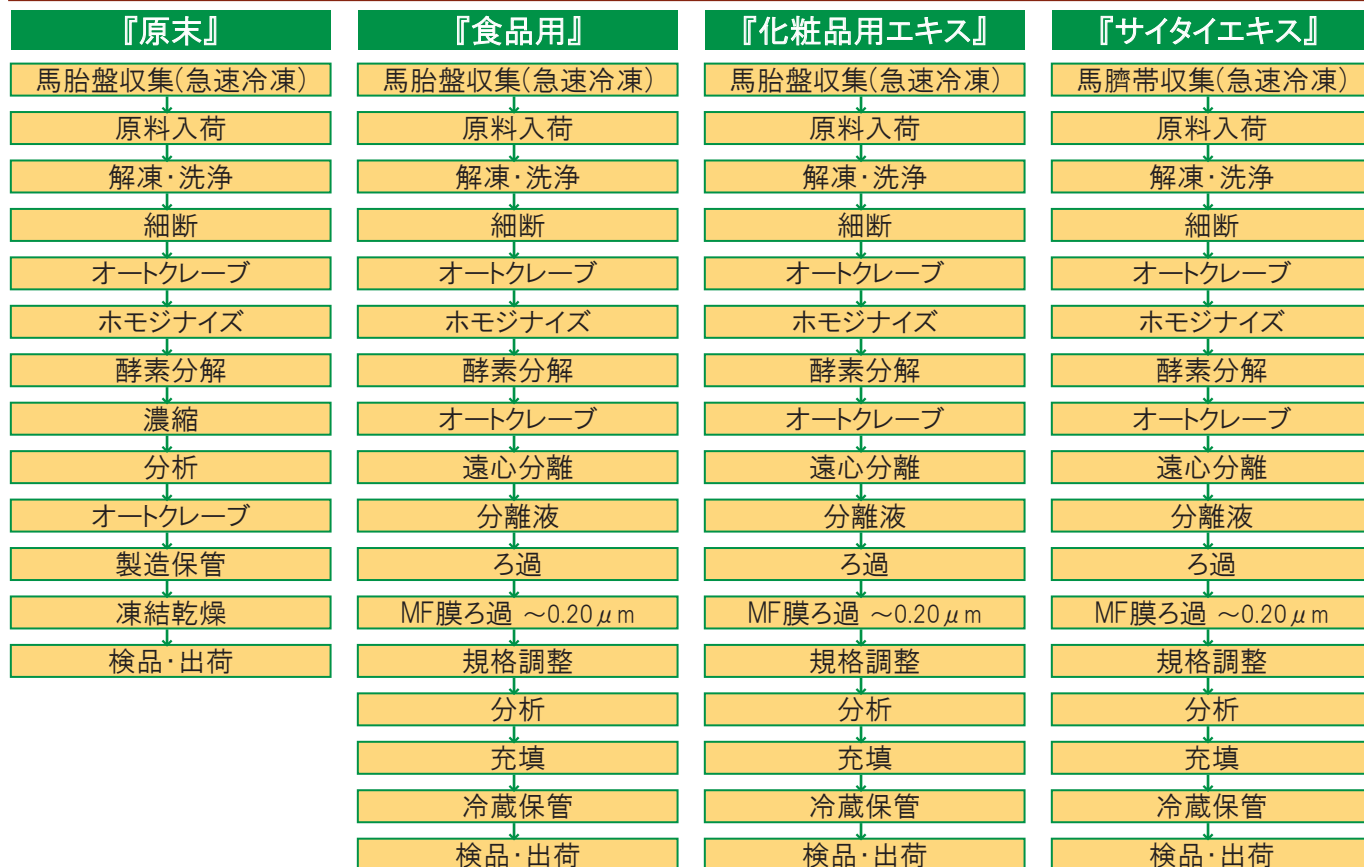 『原末』
馬胎盤収集(急速冷凍)
原料入荷
解凍･洗浄
細断
オートクレーブ
ホモジナイズ
酵素分解
濃縮
分析
オートクレーブ
製造保管
凍結乾燥
検品･出荷
『食品用』
馬胎盤収集(急速冷凍)
原料入荷
解凍･洗浄
細断
オートクレーブ
ホモジナイズ
酵素分解
オートクレーブ
遠心分離
分離液
ろ過
MF膜ろ過 ～0.20μm
規格調整
分析
充填
冷蔵保管
検品･出荷
『化粧品用エキス』
馬胎盤収集(急速冷凍)
原料入荷
解凍･洗浄
細断
オートクレーブ
ホモジナイズ
酵素分解
オートクレーブ
遠心分離
分離液
ろ過
MF膜ろ過 ～0.20μm
規格調整
分析
充填
冷蔵保管
検品･出荷
『サイタイエキス』
馬臍帯収集(急速冷凍)
原料入荷
解凍･洗浄
細断
オートクレーブ
ホモジナイズ
酵素分解
オートクレーブ
遠心分離
分離液
ろ過
MF膜ろ過 ～0.20μm
規格調整
分析
充填
冷蔵保管
検品･出荷